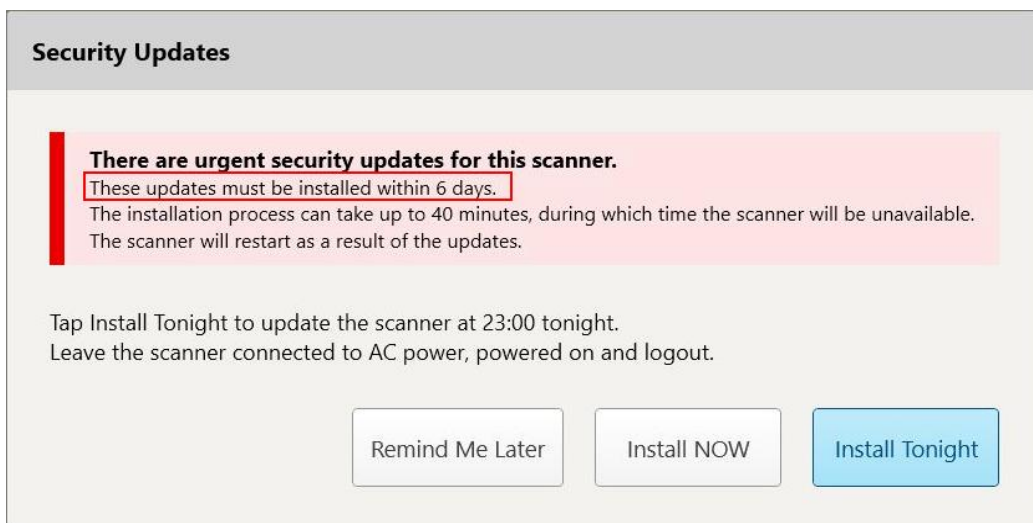 Security Updates
There are urgent security updates for this scanner.
These updates must be installed within 6 days.
The installation process can take up to 40 minutes, during which time the scanner will be unavailable.
The scanner will restart as a result of the updates.
Tap Install Tonight to update the scanner at 23:00 tonight.
Leave the scanner connected to AC power, powered on and logout.
Remind Me Later
Install NOW
Install Tonight